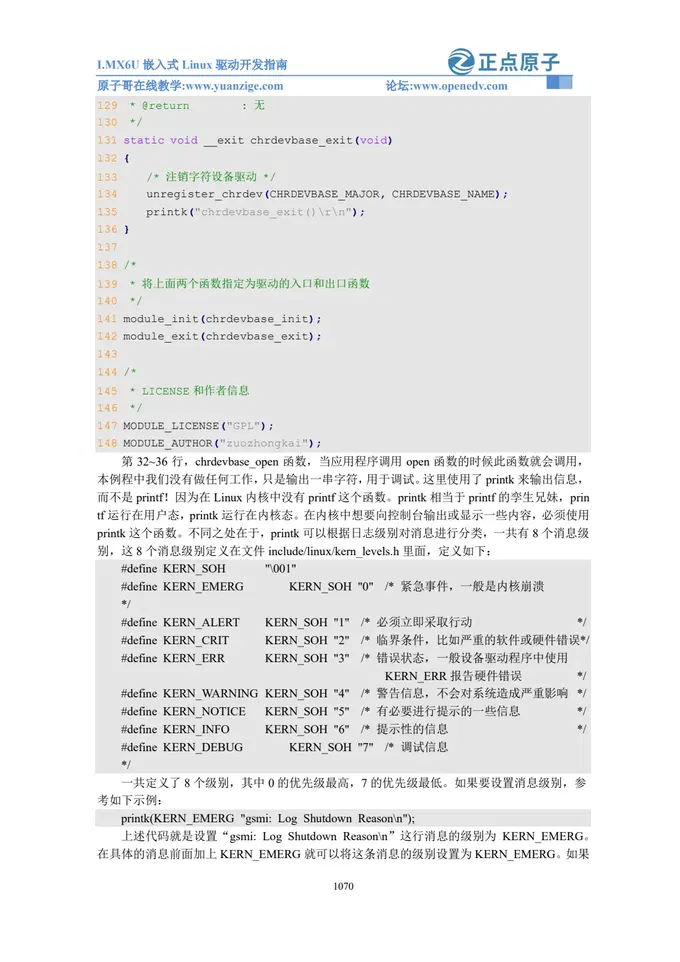 I.MX6U 嵌入式 Linux 驱动开发指南
正点原子
原子哥在线教学:www.yuanzige.com 论坛:www.openedv.com
129 * @return : 无
130 */
131 static void __exit chrdevbase_exit(void)
132 {
133 /* 注销字符设备驱动 */
134 unregister_chrdev(CHRDEVBASE_MAJOR, CHRDEVBASE_NAME);
135 printk("chrdevbase_exit()\r\n");
136 }
137
138 /*
139 * 将上面两个函数指定为驱动的入口和出口函数
140 */
141 module_init(chrdevbase_init);
142 module_exit(chrdevbase_exit);
143
144 /*
145 * LICENSE 和作者信息
146 */
147 MODULE_LICENSE("GPL");
148 MODULE_AUTHOR("zuozhongkai");
第 32~36 行，chrdevbase_open 函数，当应用程序调用 open 函数的时候此函数就会调用，
本例程中我们没有做任何工作，只是输出一串字符，用于调试。这里使用了 printk 来输出信息，
而不是 printf！因为在 Linux 内核中没有 printf 这个函数。printk 相当于 printf 的孪生兄妹，prin
tf 运行在用户态，printk 运行在内核态。在内核中想要向控制台输出或显示一些内容，必须使用
printk 这个函数。不同之处在于，printk 可以根据日志级别对消息进行分类，一共有 8 个消息级
别，这 8 个消息级别定义在文件 include/linux/kern_levels.h 里面，定义如下：
#define KERN_SOH "\001"
#define KERN_EMERG KERN_SOH "0" /* 紧急事件，一般是内核崩溃
*/
#define KERN_ALERT KERN_SOH "1" /* 必须立即采取行动 */
#define KERN_CRIT KERN_SOH "2" /* 临界条件，比如严重的软件或硬件错误*/
#define KERN_ERR KERN_SOH "3" /* 错误状态，一般设备驱动程序中使用
KERN_ERR 报告硬件错误 */
#define KERN_WARNING KERN_SOH "4" /* 警告信息，不会对系统造成严重影响 */
#define KERN_NOTICE KERN_SOH "5" /* 有必要进行提示的一些信息 */
#define KERN_INFO KERN_SOH "6" /* 提示性的信息 */
#define KERN_DEBUG KERN_SOH "7" /* 调试信息
*/
一共定义了 8 个级别，其中 0 的优先级最高，7 的优先级最低。如果要设置消息级别，参
考如下示例：
printk(KERN_EMERG "gsmi: Log Shutdown Reason\n");
上述代码就是设置“gsmi: Log Shutdown Reason\n”这行消息的级别为 KERN_EMERG。
在具体的消息前面加上 KERN_EMERG 就可以将这条消息的级别设置为 KERN_EMERG。如果
1070